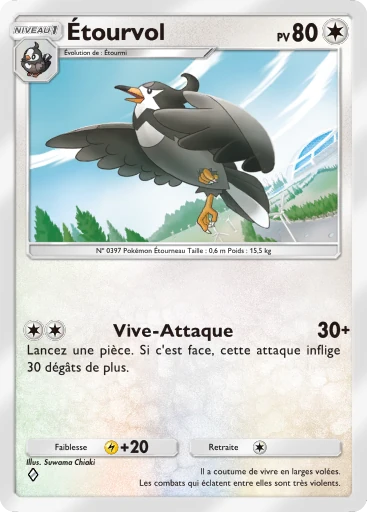 NIVEAU 1
Étourvol
PV 80
Évolution de : Étourmi
N° 0397 Pokémon Étourneau Taille : 0,6 m Poids : 15,5 kg
Vive-Attaque 30+
Lancez une pièce. Si c'est face, cette attaque inflige
30 dégâts de plus.
Faiblesse +20 Retraite
Illus. Suwama Chiaki
Il a coutume de vivre en larges volées.
Les combats qui éclatent entre elles sont très violents.